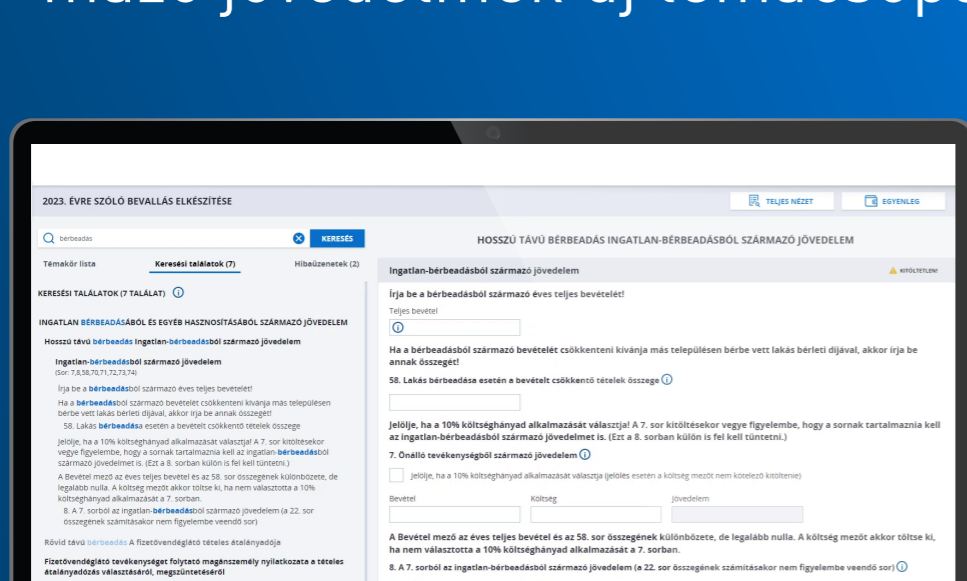 2023. ÉVRE SZÓLÓ BEVALLÁS ELKÉSZÍTÉSE
TELJES NÉZET
EGYENLEG
berbeadás
KERESÉS
Témakör lista
Keresési találatok (7)
Hibaüzenetek (2)
KERESÉSI TALÁLATOK (7 TALÁLAT)
INGATLAN BÉRBEADÁSÁBÓL ÉS EGYÉB HASZNOSÍTÁSÁBÓL SZÁRMAZÓ JÖVEDELEM
Hosszú távú bérbeadás Ingatlan-bérbeadásból származó jövedelem
Ingatlan-bérbeadásból származó jövedelem
(Sor: 7,8,58,70,71,72,73,74)
Írja be a bérbeadásból származó éves teljes bevételét!
Ha a bérbeadásból származó bevételét csökkenteni kívánja más településen
bérbe vett lakás bérleti díjával, akkor írja be annak összegét!
58. Lakás bérbeadása esetén a bevételt csökkentő tételek összege
Jelölje, ha a 10% költséghányad alkalmazását választja! A 7. sor kitöltésekor
vegye figyelembe, hogy a sornak tartalmaznia kell az ingatlan-bérbeadásból
származó jövedelmet is. (Ezt a 8. sorban külön is fel kell tüntetni.)
A Bevétel mező az éves teljes bevétel és az 58. sor összegének különbözete, de
legalább nulla. A költség mezőt akkor töltse ki, ha nem választotta a 10%
költséghányad alkalmazását a 7. sorban.
8. A 7. sorból az ingatlan-bérbeadásból származó jövedelem (a 22. sor
összegének számításakor nem figyelembe veendő sor)
Rövid távú bérbeadás A fizetővendéglátó tételes átalányadója
Fizetővendéglátó tevékenységet folytató magánszemély nyilatkozata a tételes
átalányadózás választásáról, megszüntetéséről
HOSSZÚ TÁVÚ BÉRBEADÁS INGATLAN-BÉRBEADÁSBÓL SZÁRMAZÓ JÖVEDELEM
Ingatlan-bérbeadásból származó jövedelem
KITÖLTETLEN!
Írja be a bérbeadásból származó éves teljes bevételét!
Teljes bevétel
Ha a bérbeadásból származó bevételét csökkenteni kívánja más településen bérbe vett lakás bérleti díjával, akkor írja be
annak összegét!
58. Lakás bérbeadása esetén a bevételt csökkentő tételek összege
Jelölje, ha a 10% költséghányad alkalmazását választja! A 7. sor kitöltésekor vegye figyelembe, hogy a sornak tartalmaznia kell
az ingatlan-bérbeadásból származó jövedelmet is. (Ezt a 8. sorban külön is fel kell tüntetni.)
7. Önálló tevékenységből származó jövedelem
Jelölje, ha a 10% költséghányad alkalmazását választja (jelölés esetén a költség mezőt nem kötelező kitöltenie)
Bevétel
Költség
Jövedelem
A Bevétel mező az éves teljes bevétel és az 58. sor összegének különbözete, de legalább nulla. A költség mezőt akkor töltse ki,
ha nem választotta a 10% költséghányad alkalmazását a 7. sorban.
8. A 7. sorból az ingatlan-bérbeadásból származó jövedelem (a 22. sor összegének számításakor nem figyelembe veendő sor)